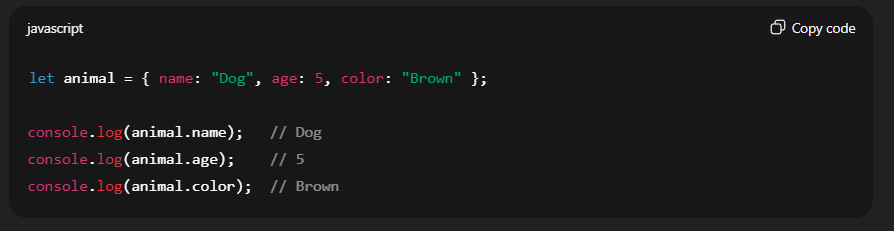 javascript
Copy code
let animal = { name: "Dog", age: 5, color: "Brown" };
console.log(animal.name);   // Dog
console.log(animal.age);    // 5
console.log(animal.color);  // Brown